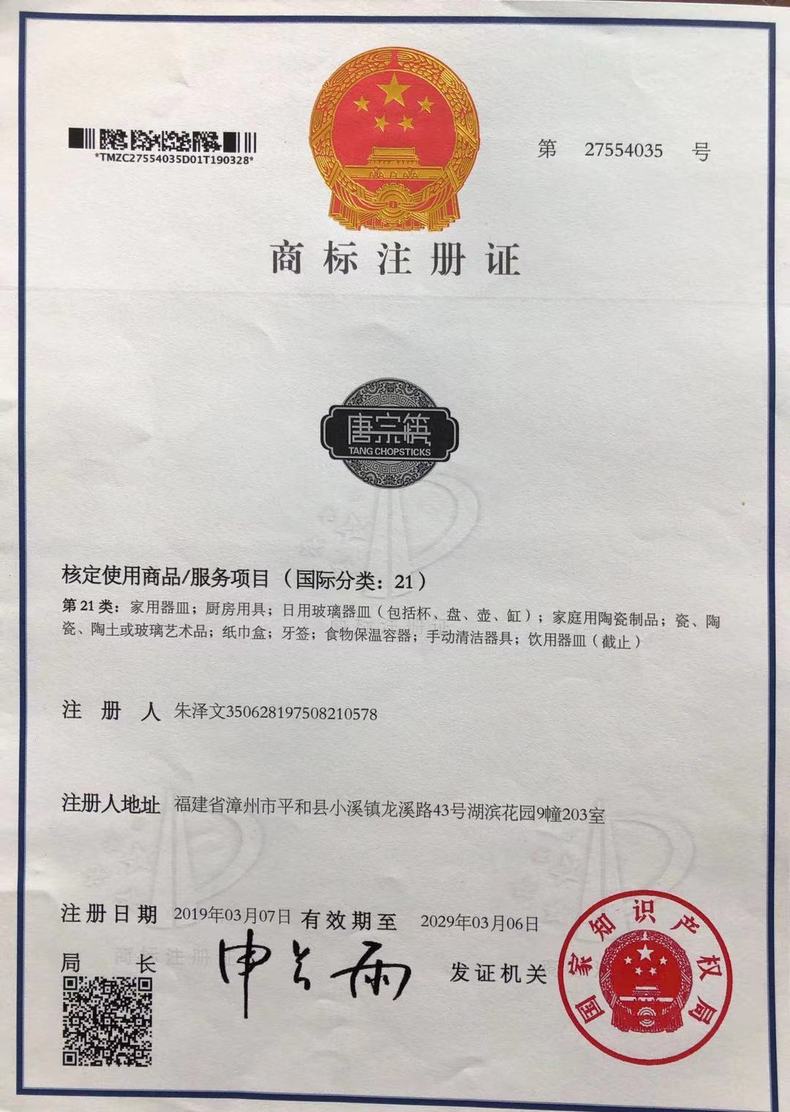 *TMZC27554035D01T190328*
第 27554035 号
商标注册证
唐宗筷
TANG CHOPSTICKS
核定使用商品/服务项目（国际分类：21）
第21类：家用器皿；厨房用具；日用玻璃器皿（包括杯、盘、壶、缸）；家庭用陶瓷制品；瓷、陶
瓷、陶土或玻璃艺术品；纸巾盒；牙签；食物保温容器；手动清洁器具；饮用器皿（截止）
注册人 朱泽文350628197508210578
注册人地址 福建省漳州市平和县小溪镇龙溪路43号湖滨花园9幢203室
注册日期 2019年03月07日 有效期至 2029年03月06日
局长 申长雨 发证机关
国家知识产权局